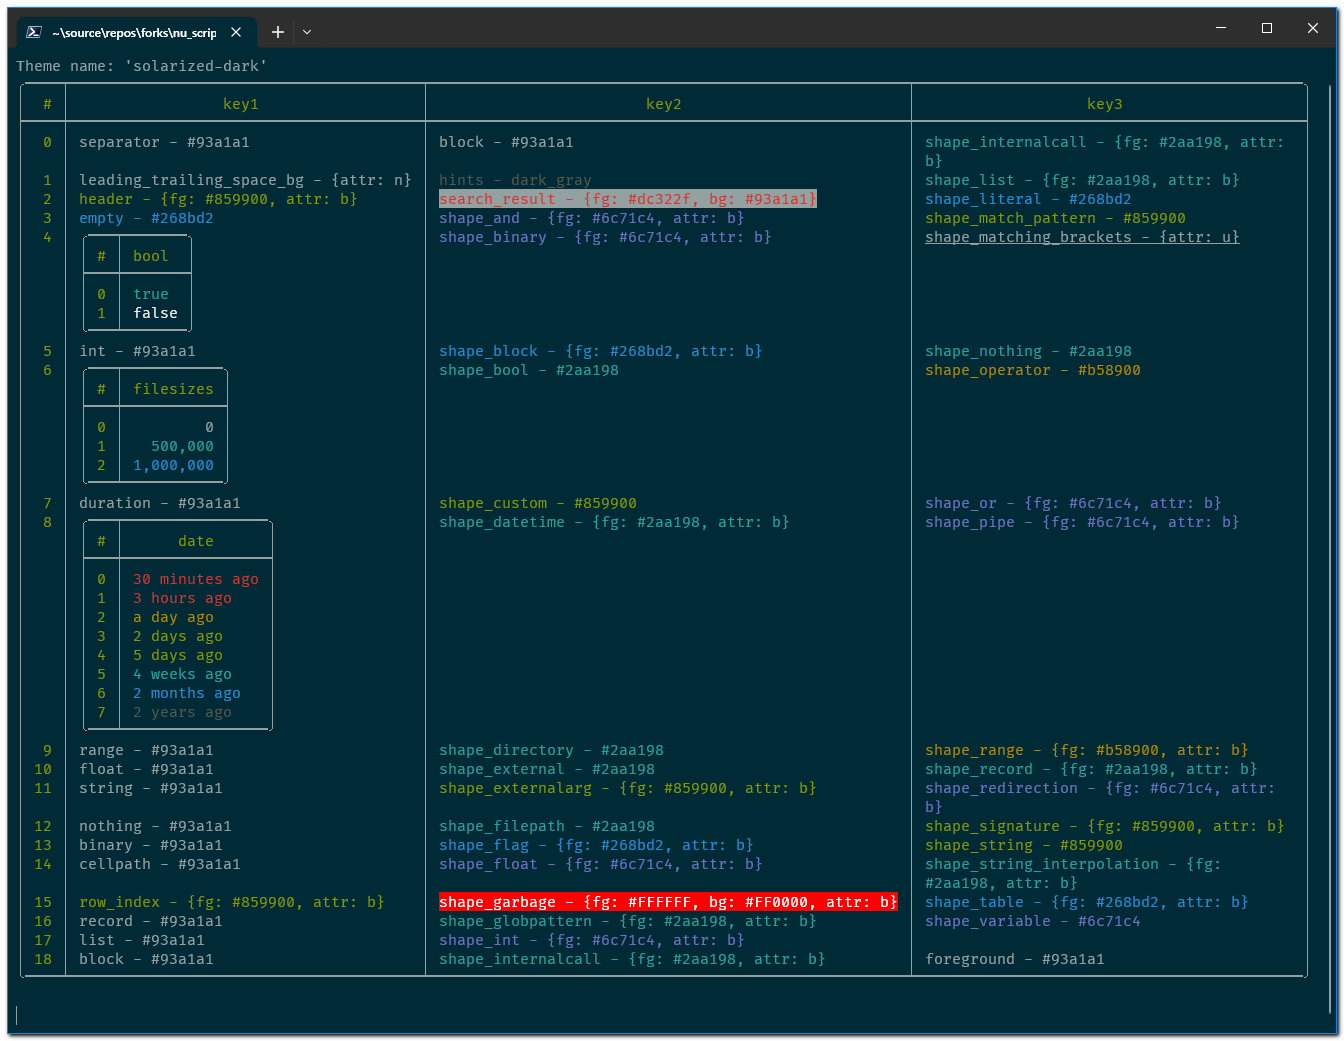 ~\source\repos\forks\nu_scrip
Theme name: 'solarized-dark'
# key1 key2 key3
0 separator - #93a1a1 block - #93a1a1 shape_internalcall - {fg: #2aa198, attr:
b}
1 leading_trailing_space_bg - {attr: n} hints - dark_gray shape_list - {fg: #2aa198, attr: b}
2 header - {fg: #859900, attr: b} search_result - {fg: #dc322f, bg: #93a1a1} shape_literal - #268bd2
3 empty - #268bd2 shape_and - {fg: #6c71c4, attr: b} shape_match_pattern - #859900
4 shape_binary - {fg: #6c71c4, attr: b} shape_matching_brackets - {attr: u}
# bool
0 true
1 false
5 int - #93a1a1 shape_block - {fg: #268bd2, attr: b} shape_nothing - #2aa198
6 shape_bool - #2aa198 shape_operator - #b58900
# filesizes
0 0
1 500,000
2 1,000,000
7 duration - #93a1a1 shape_custom - #859900 shape_or - {fg: #6c71c4, attr: b}
8 shape_datetime - {fg: #2aa198, attr: b} shape_pipe - {fg: #6c71c4, attr: b}
# date
0 30 minutes ago
1 3 hours ago
2 a day ago
3 2 days ago
4 5 days ago
5 4 weeks ago
6 2 months ago
7 2 years ago
9 range - #93a1a1 shape_directory - #2aa198 shape_range - {fg: #b58900, attr: b}
10 float - #93a1a1 shape_external - #2aa198 shape_record - {fg: #2aa198, attr: b}
11 string - #93a1a1 shape_externalarg - {fg: #859900, attr: b} shape_redirection - {fg: #6c71c4, attr:
b}
12 nothing - #93a1a1 shape_filepath - #2aa198 shape_signature - {fg: #859900, attr: b}
13 binary - #93a1a1 shape_flag - {fg: #268bd2, attr: b} shape_string - #859900
14 cellpath - #93a1a1 shape_float - {fg: #6c71c4, attr: b} shape_string_interpolation - {fg:
#2aa198, attr: b}
15 row_index - {fg: #859900, attr: b} shape_garbage - {fg: #FFFFFF, bg: #FF0000, attr: b} shape_table - {fg: #268bd2, attr: b}
16 record - #93a1a1 shape_globpattern - {fg: #2aa198, attr: b} shape_variable - #6c71c4
17 list - #93a1a1 shape_int - {fg: #6c71c4, attr: b}
18 block - #93a1a1 shape_internalcall - {fg: #2aa198, attr: b} foreground - #93a1a1